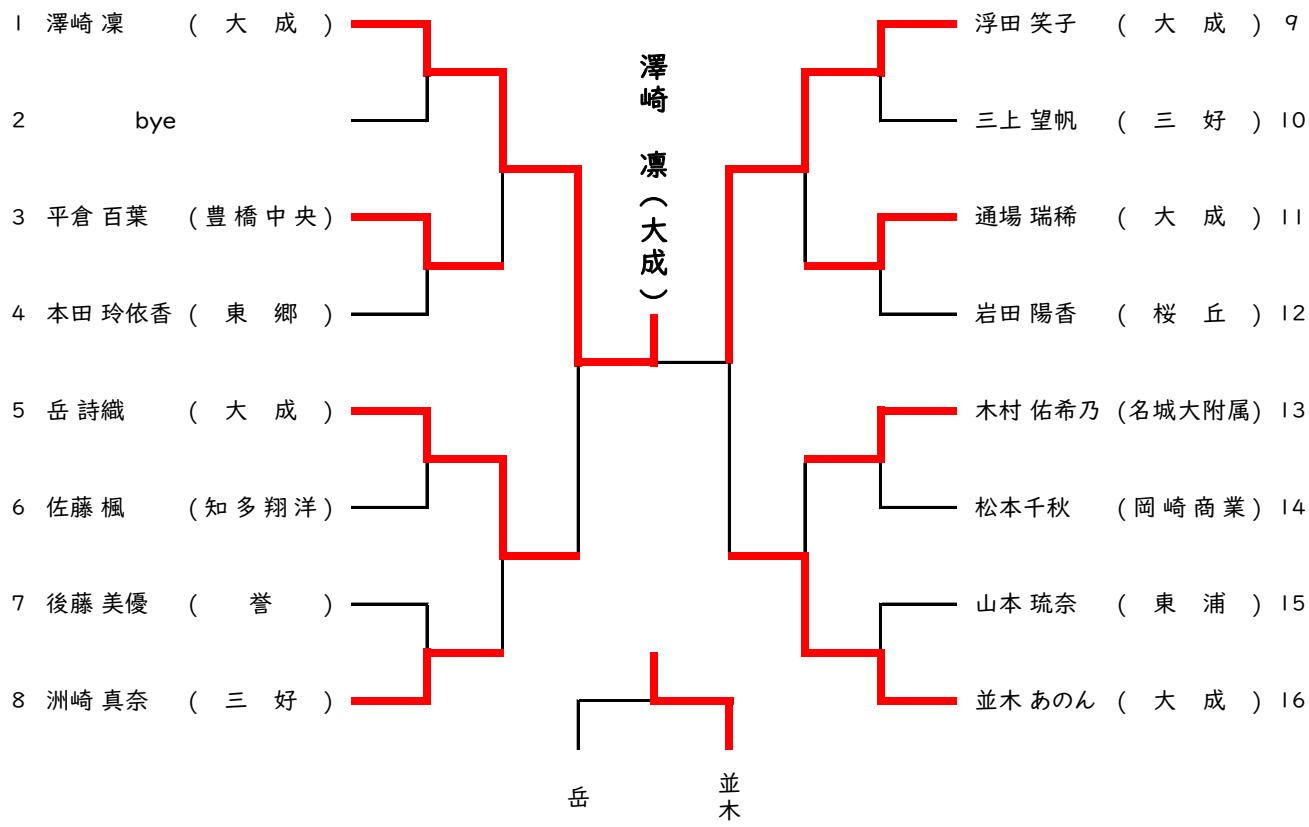 1 澤崎 凜 ( 大 成 )
2 bye
3 平倉 百葉 ( 豊 橋 中 央 )
4 本田 玲依香 ( 東 郷 )
5 岳 詩織 ( 大 成 )
6 佐藤 楓 ( 知 多 翔 洋 )
7 後藤 美優 ( 誉 )
8 洲崎 真奈 ( 三 好 )
澤崎 凛(大成)
浮田 笑子 ( 大 成 ) 9
三上 望帆 ( 三 好 ) 10
通場 瑞稀 ( 大 成 ) 11
岩田 陽香 ( 桜 丘 ) 12
木村 佑希乃 (名城大附属) 13
松本千秋 ( 岡 崎 商 業 ) 14
山本 琉奈 ( 東 浦 ) 15
並木 あのん ( 大 成 ) 16
岳
並木